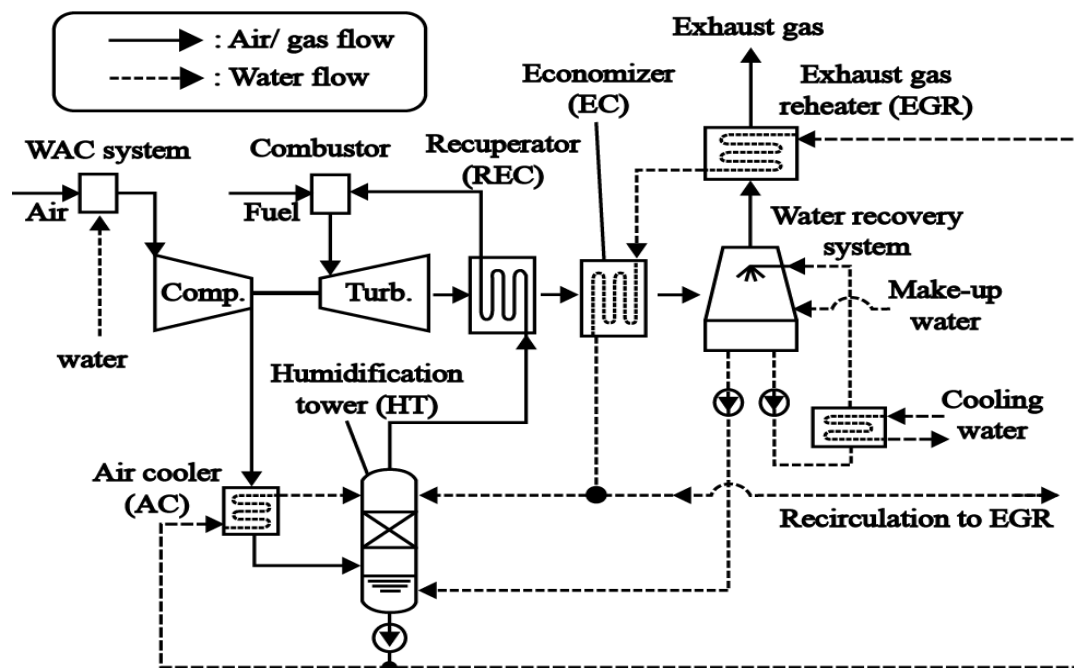 : Air/ gas flow
: Water flow
Exhaust gas
Economizer
(EC)
Exhaust gas
reheater (EGR)
WAC system
Combustor
Recuperator
(REC)
Air
Fuel
Water recovery
system
Comp.
Turb.
Make-up
water
water
Humidification
tower (HT)
Cooling
water
Air cooler
(AC)
Recirculation to EGR